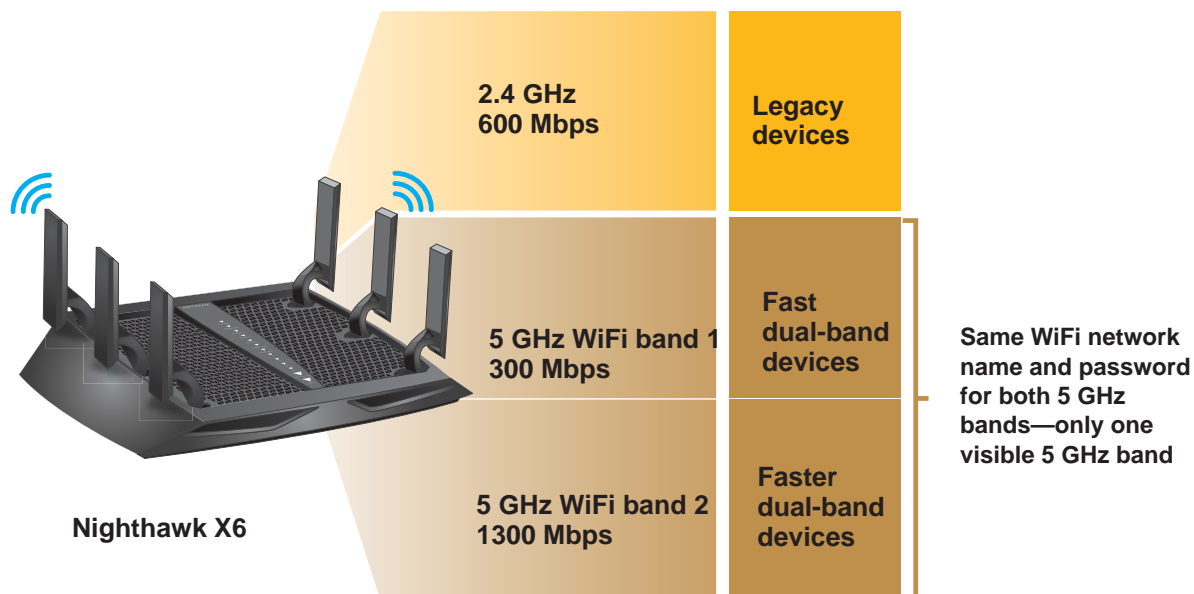 2.4 GHz
600 Mbps
Legacy
devices
5 GHz WiFi band 1
300 Mbps
Fast
dual-band
devices
Same WiFi network
name and password
for both 5 GHz
bands—only one
visible 5 GHz band
5 GHz WiFi band 2
1300 Mbps
Faster
dual-band
devices
Nighthawk X6